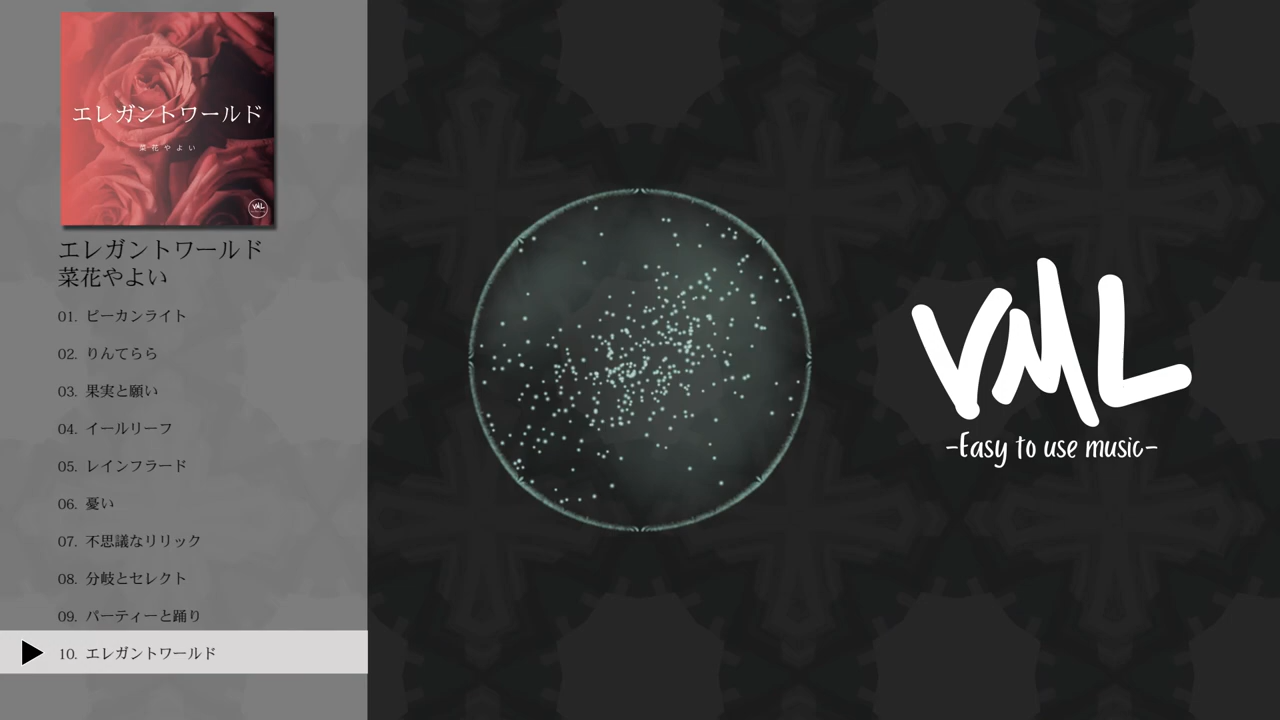 エレガントワールド
菜花やよい
VML
エレガントワールド
菜花やよい
01. ピーカンライト
02. りんてらら
03. 果実と願い
04. イールリーフ
05. レインフラード
06. 憂い
07. 不思議なリリック
08. 分岐とセレクト
09. パーティーと踊り
10. エレガントワールド
VML
-Easy to use music-